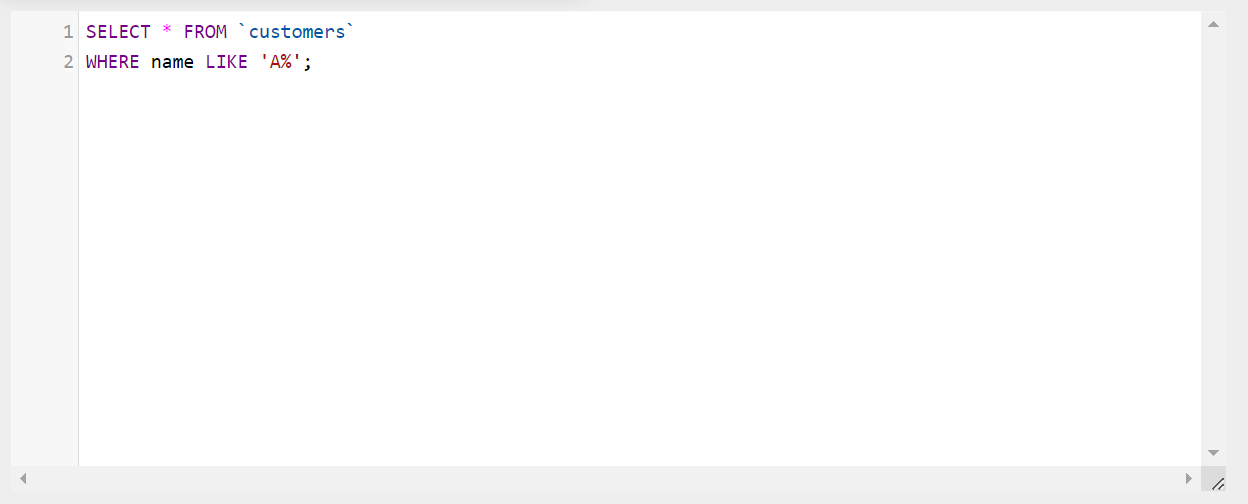 1 SELECT * FROM `customers`
2 WHERE name LIKE 'A%';